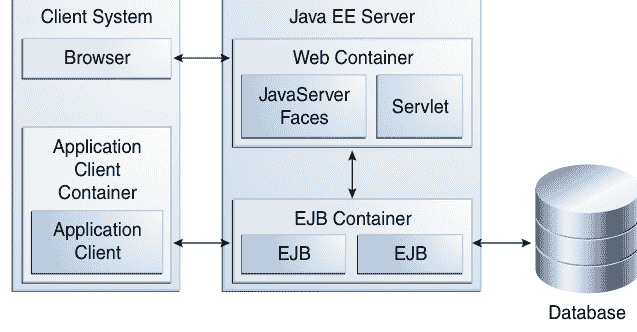 Client System
Browser
Application
Client
Container
Application
Client
Java EE Server
Web Container
JavaServer
Faces
Servlet
EJB Container
EJB
EJB
Database